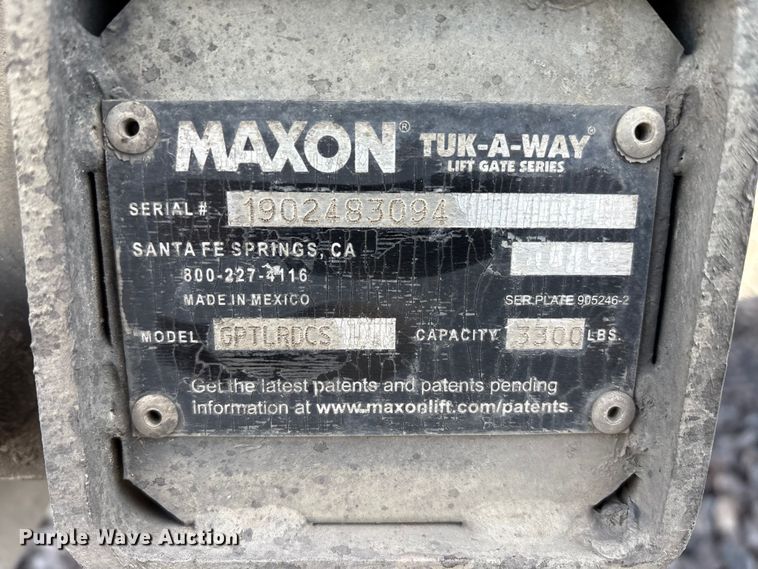 MAXON® TUK-A-WAY®
LIFT GATE SERIES
SERIAL # 1902483094
SANTA FE SPRINGS, CA
800-227-4116
MADE IN MEXICO
SER.PLATE 905246-2
MODEL GPTLRDCS CAPACITY 3300 LBS.
Get the latest patents and patents pending
information at www.maxonlift.com/patents.
Purple Wave Auction